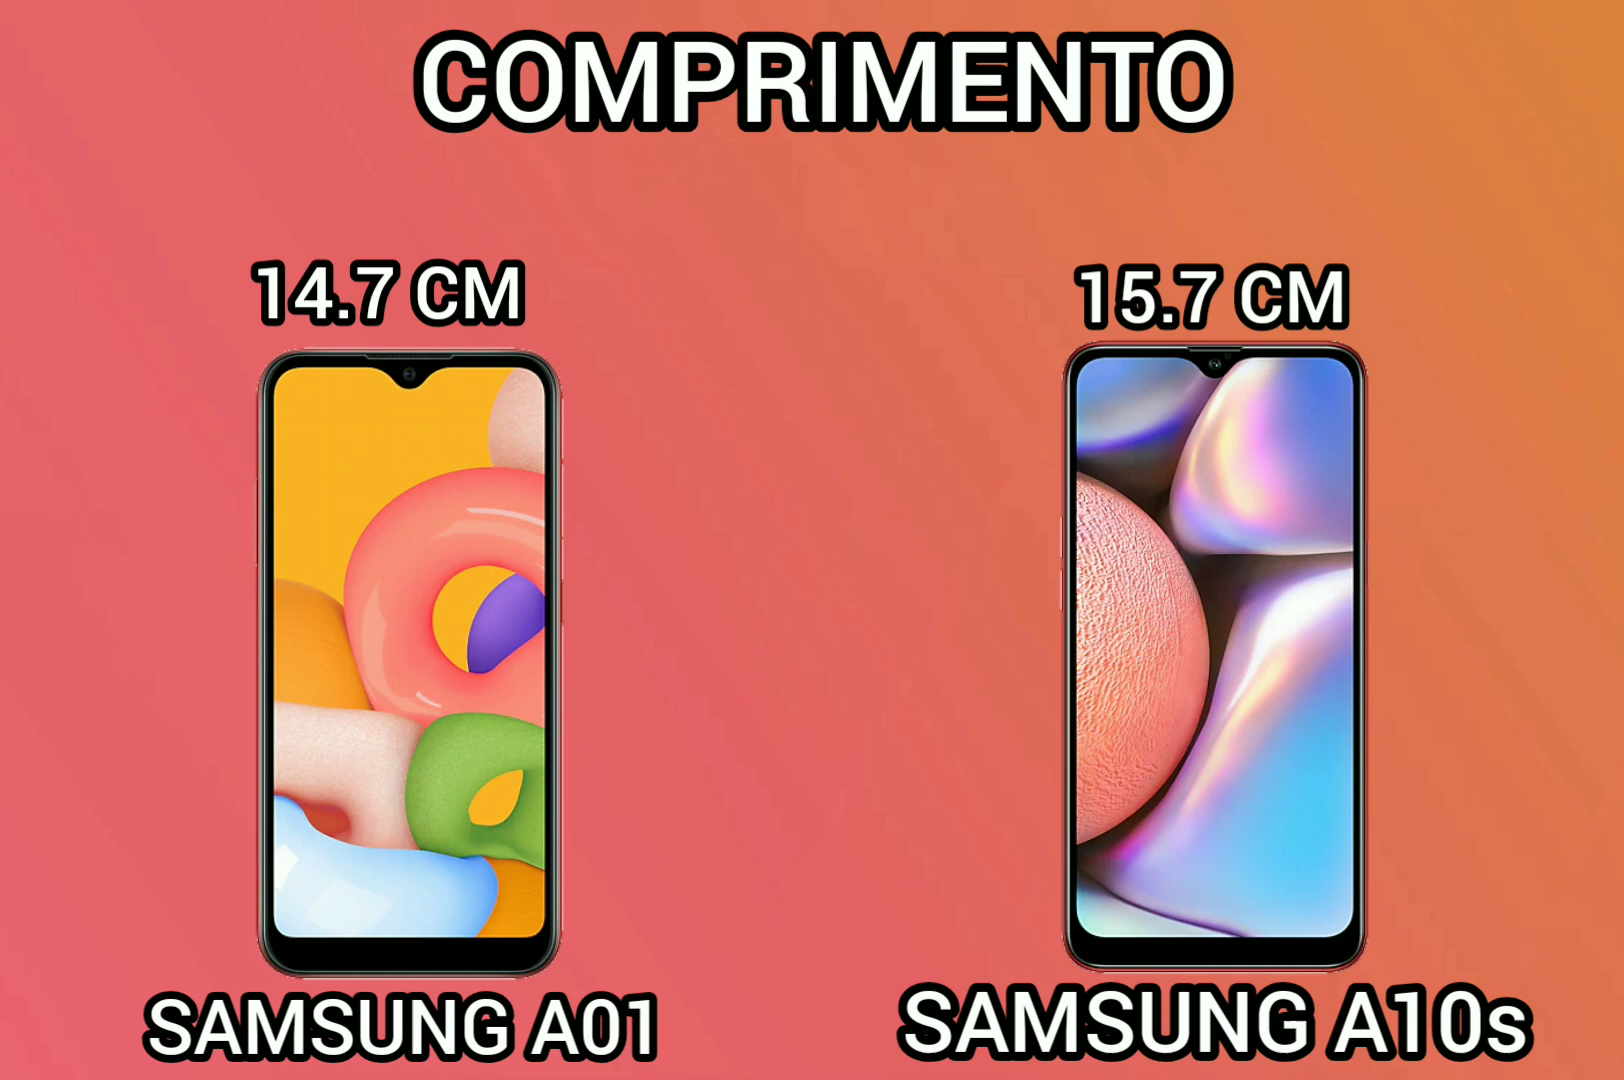 COMPRIMENTO
14.7 CM
15.7 CM
SAMSUNG A01
SAMSUNG A10s